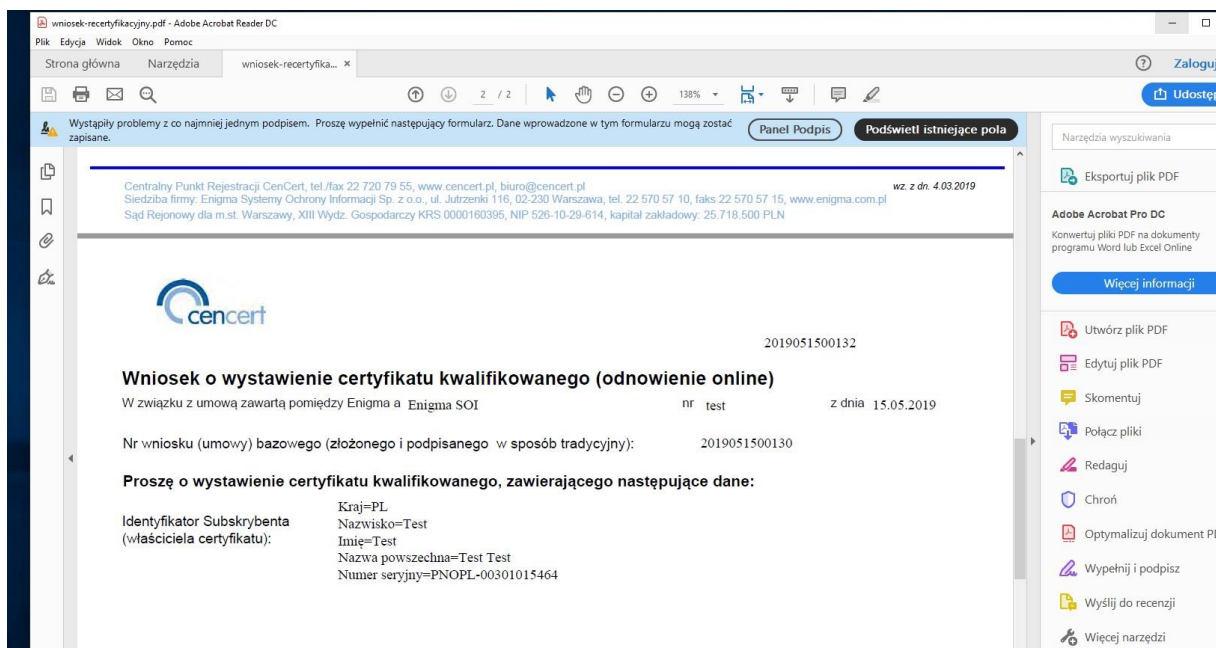 wniosek-recertyfikacyjny.pdf - Adobe Acrobat Reader DC
Plik Edycja Widok Okno Pomoc
Strona główna Narzędzia wniosek-recertyfika... × Zaloguj
2 / 2 138%
Udostęp
Wystąpiły problemy z co najmniej jednym podpisem. Proszę wypełnić następujący formularz. Dane wprowadzone w tym formularzu mogą zostać
zapisane.
Panel Podpis Podświetl istniejące pola
Centralny Punkt Rejestracji CenCert, tel./fax 22 720 79 55, www.cencert.pl, biuro@cencert.pl wz. z dn. 4.03.2019
Siedziba firmy: Enigma Systemy Ochrony Informacji Sp. z o.o., ul. Jutrzenki 116, 02-230 Warszawa, tel. 22 570 57 10, faks 22 570 57 15, www.enigma.com.pl
Sąd Rejonowy dla m.st. Warszawy, XIII Wydz. Gospodarczy KRS 0000160395, NIP 526-10-29-614, kapitał zakładowy: 25.718.500 PLN
cencert
2019051500132
Wniosek o wystawienie certyfikatu kwalifikowanego (odnowienie online)
W związku z umową zawartą pomiędzy Enigma a Enigma SOI nr test z dnia 15.05.2019
Nr wniosku (umowy) bazowego (złożonego i podpisanego w sposób tradycyjny): 2019051500130
Proszę o wystawienie certyfikatu kwalifikowanego, zawierającego następujące dane:
Identyfikator Subskrybenta
(właściciela certyfikatu):
Kraj=PL
Nazwisko=Test
Imię=Test
Nazwa powszechna=Test Test
Numer seryjny=PNOPL-00301015464
Narzędzia wyszukiwania
Eksportuj plik PDF
Adobe Acrobat Pro DC
Konwertuj pliki PDF na dokumenty
programu Word lub Excel Online
Więcej informacji
Utwórz plik PDF
Edytuj plik PDF
Skomentuj
Połącz pliki
Redaguj
Chroń
Optymalizuj dokument PD
Wypełnij i podpisz
Wyślij do recenzji
Więcej narzędzi